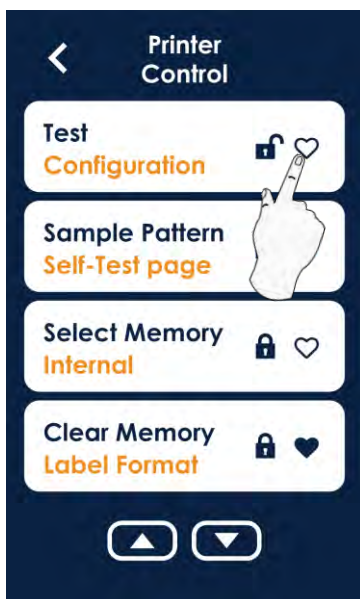 Printer
Control
Test
Configuration
Sample Pattern
Self-Test page
Select Memory
Internal
Clear Memory
Label Format